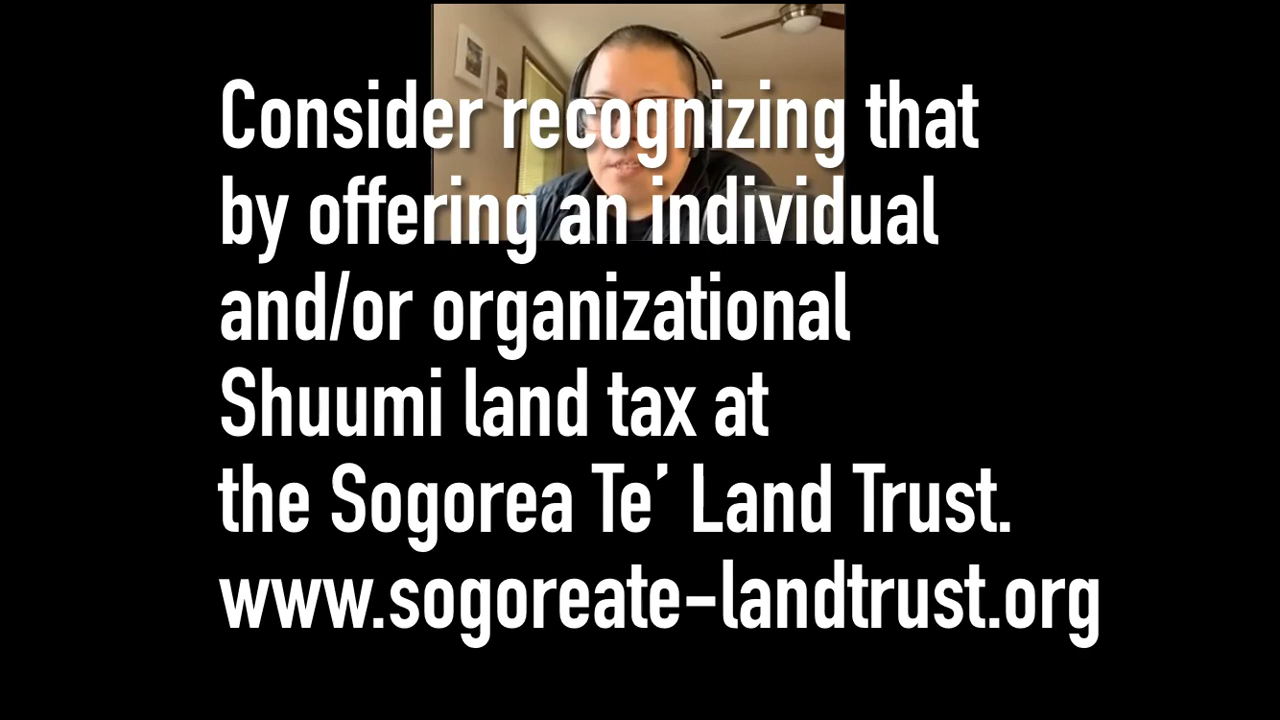 Consider recognizing that
by offering an individual
and/or organizational
Shuumi land tax at
the Sogorea Te’ Land Trust.
www.sogoreate-landtrust.org